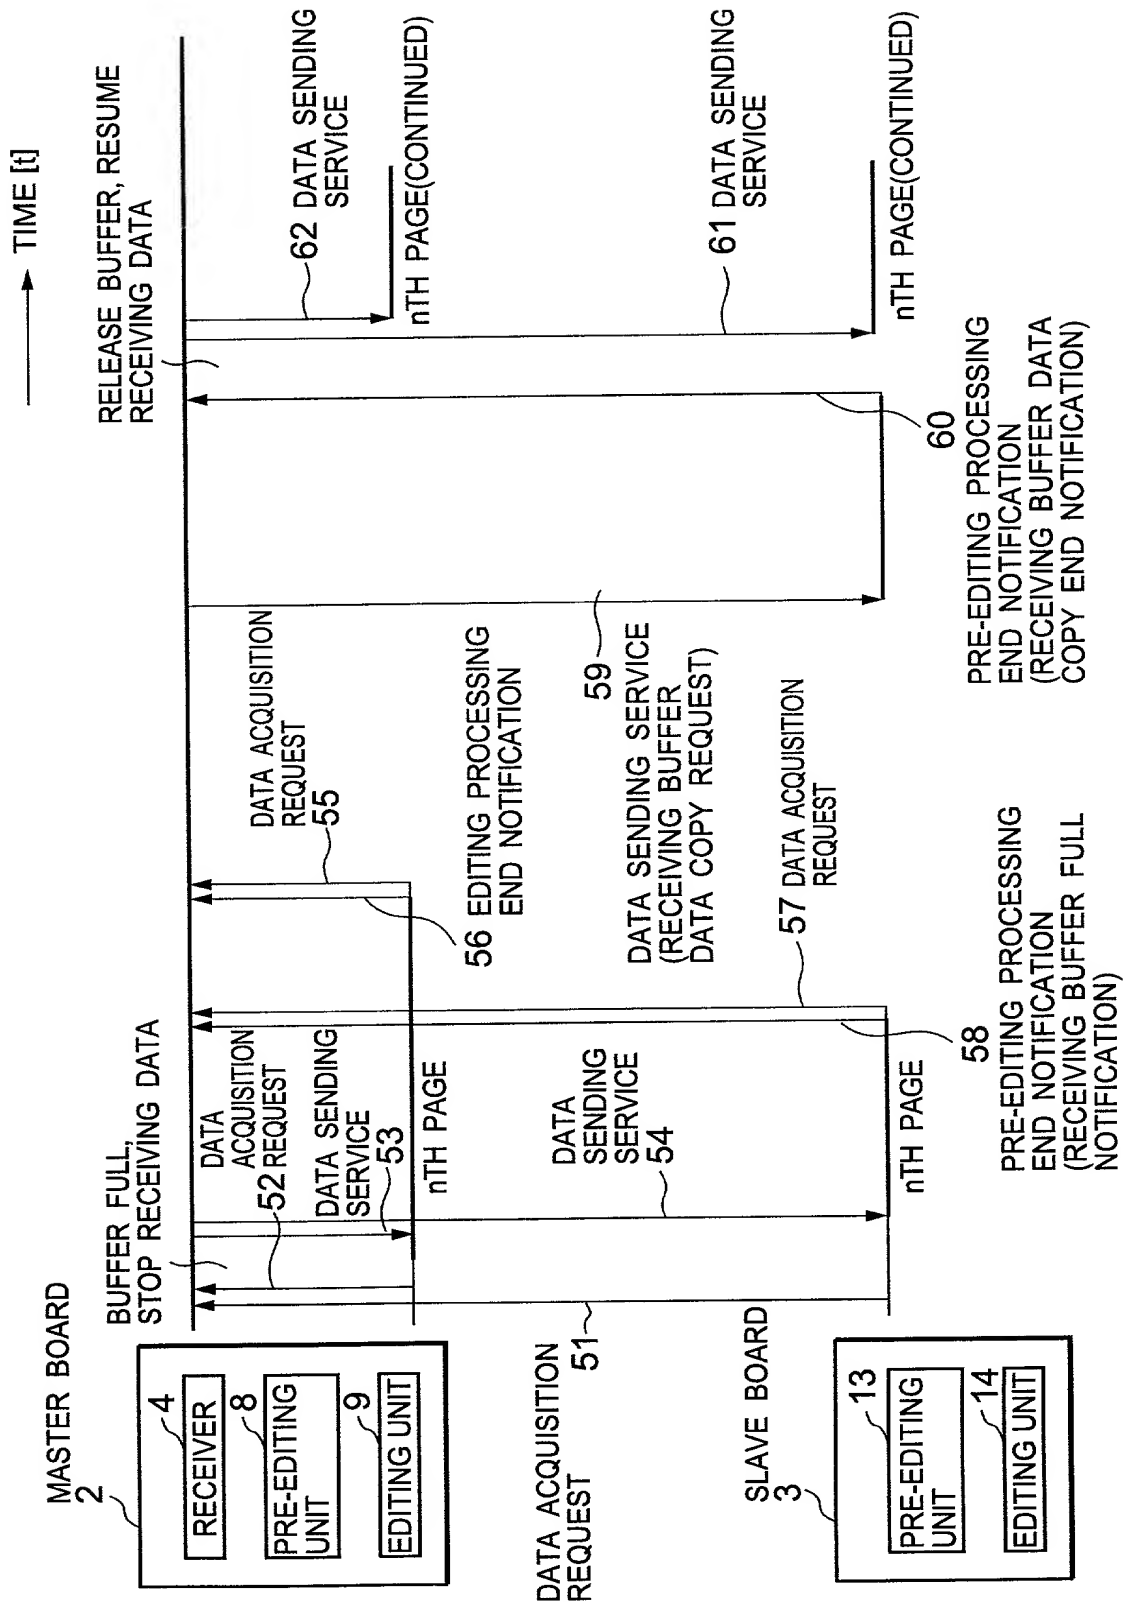 TIME [t]
MASTER BOARD
2
4
RECEIVER
8
PRE-EDITING
UNIT
9
EDITING UNIT
BUFFER FULL,
STOP RECEIVING DATA
DATA
ACQUISITION
REQUEST
52
DATA SENDING
SERVICE
53
nTH PAGE
DATA ACQUISITION
REQUEST
55
56 EDITING PROCESSING
END NOTIFICATION
RELEASE BUFFER, RESUME
RECEIVING DATA
62 DATA SENDING
SERVICE
nTH PAGE(CONTINUED)
DATA ACQUISITION
REQUEST
51
DATA
SENDING
SERVICE
54
DATA SENDING SERVICE
(RECEIVING BUFFER
DATA COPY REQUEST)
59
61 DATA SENDING
SERVICE
nTH PAGE(CONTINUED)
SLAVE BOARD
3
13
PRE-EDITING
UNIT
14
EDITING UNIT
nTH PAGE
57 DATA ACQUISITION
REQUEST
58
PRE-EDITING PROCESSING
END NOTIFICATION
(RECEIVING BUFFER FULL
NOTIFICATION)
60
PRE-EDITING PROCESSING
END NOTIFICATION
(RECEIVING BUFFER DATA
COPY END NOTIFICATION)